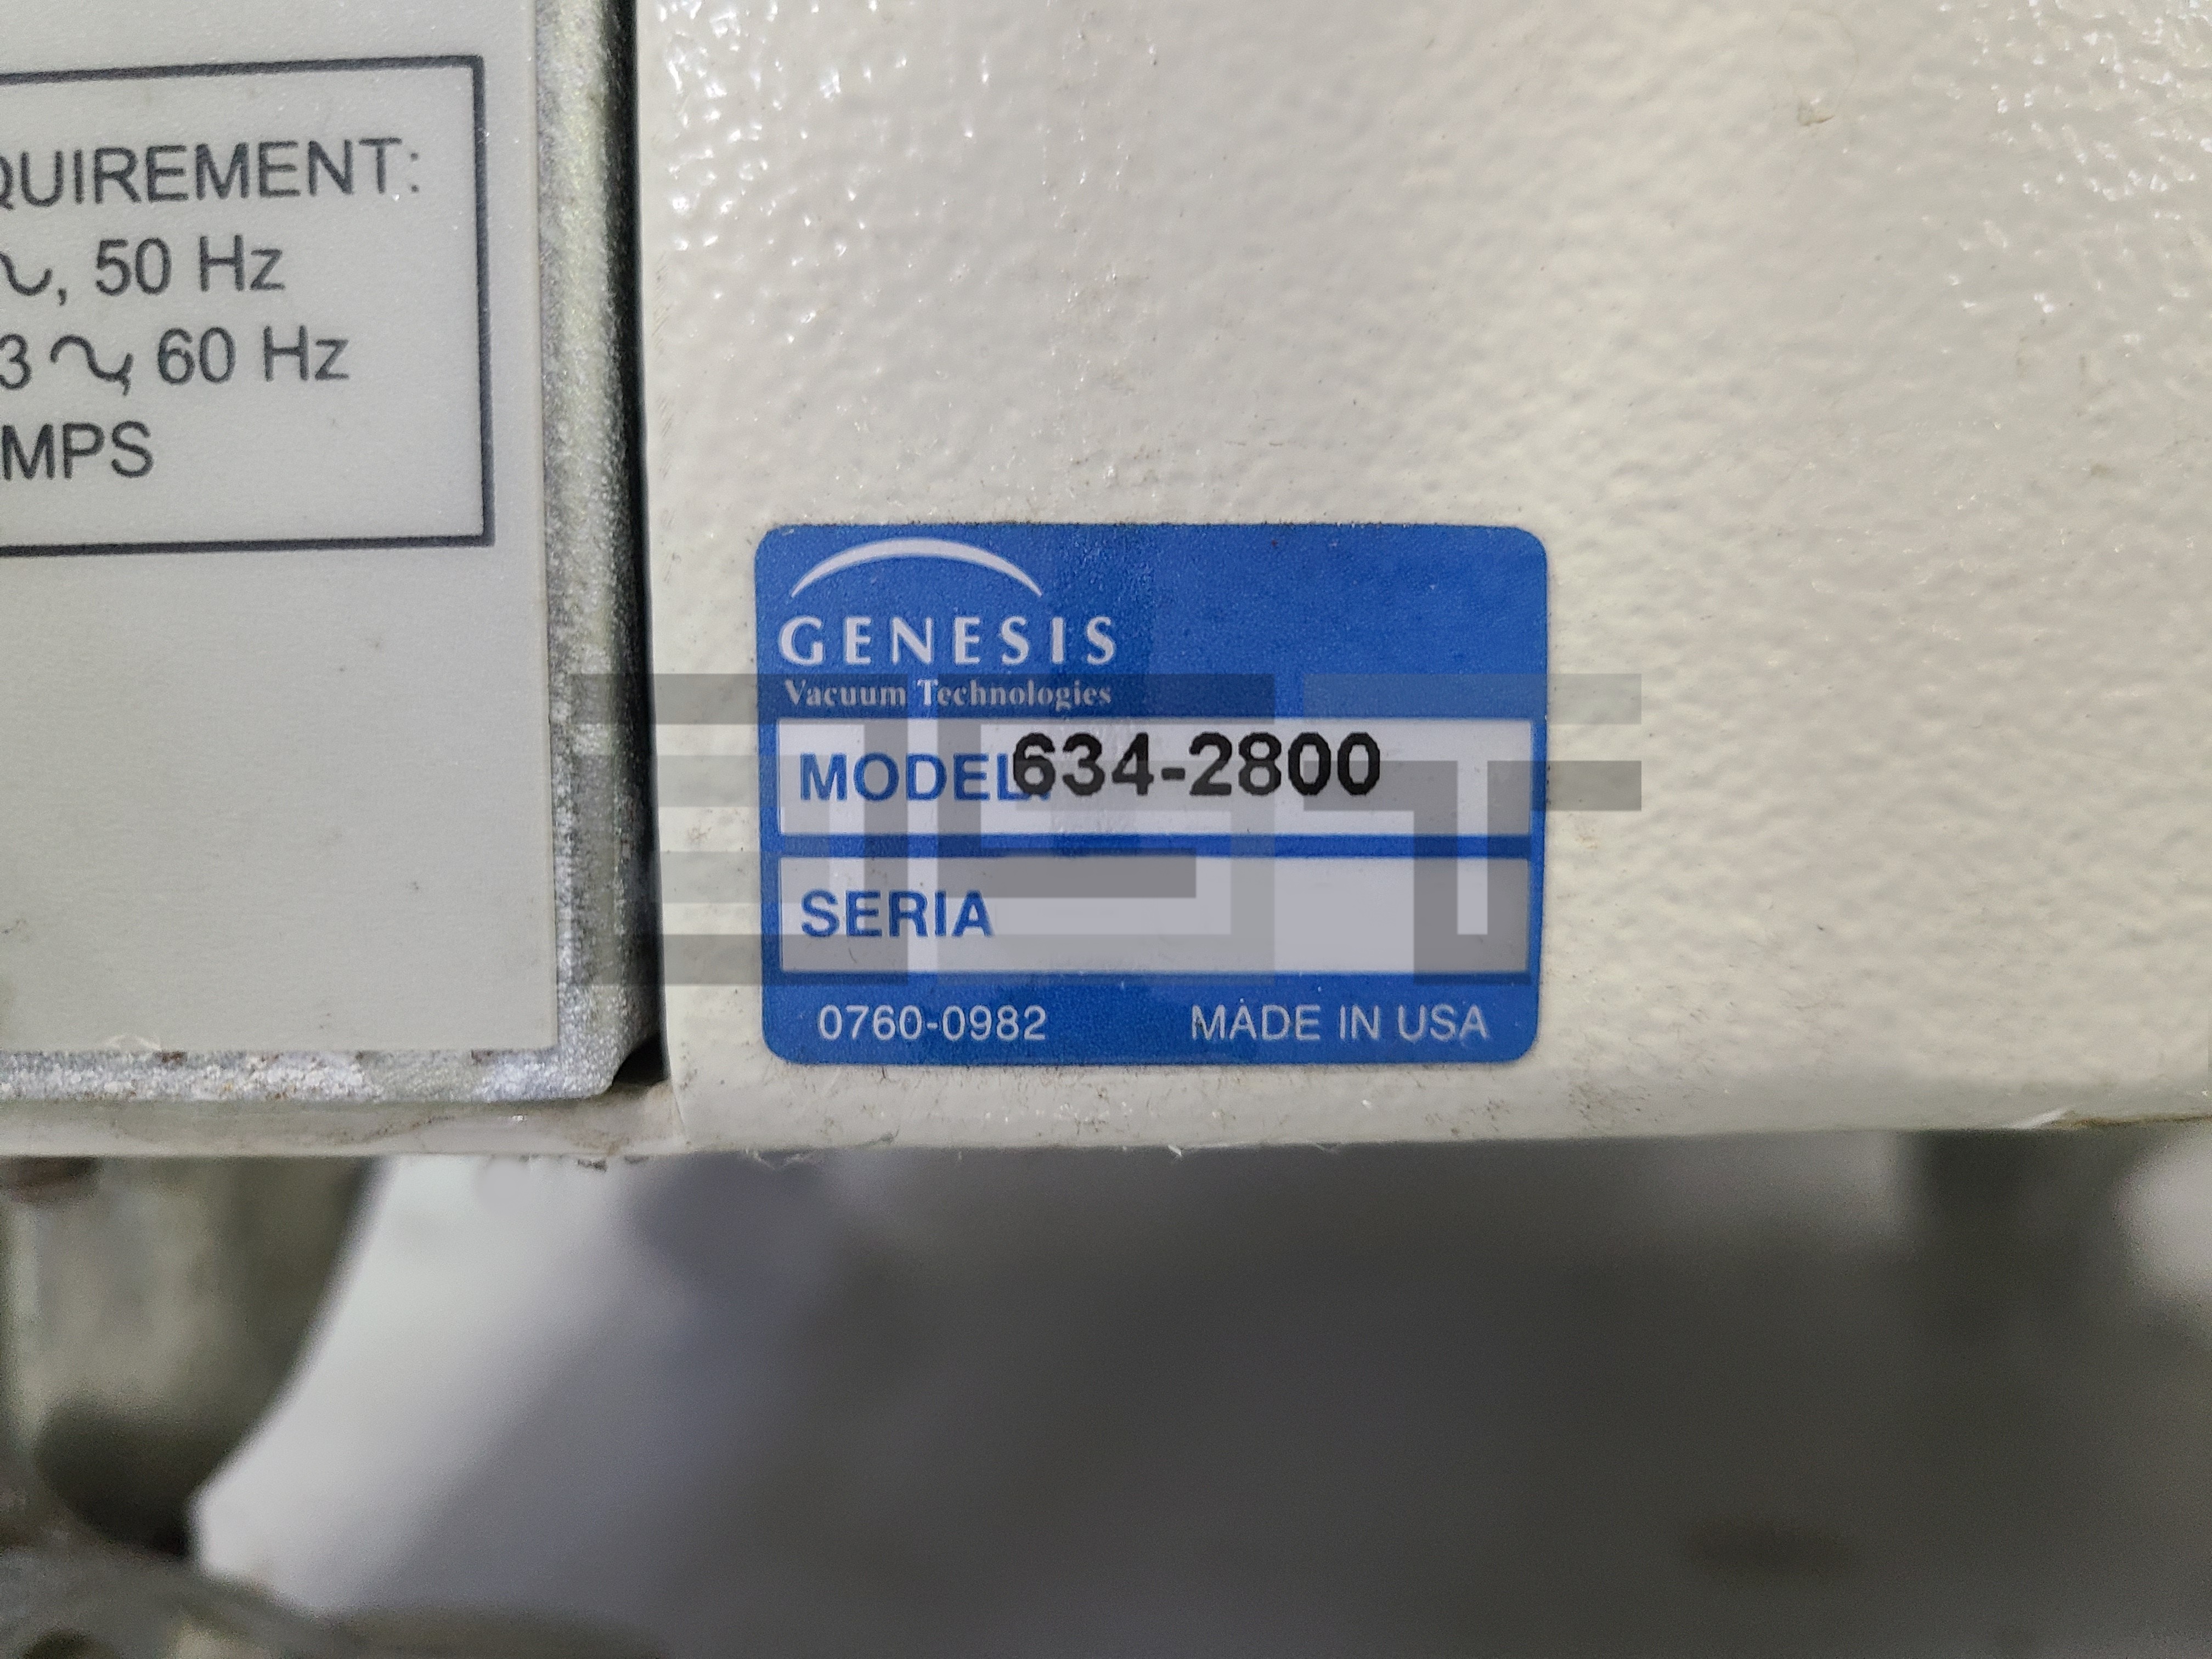 QUIREMENT:
∿, 50 Hz
3 ∿, 60 Hz
MPS
GENESIS
Vacuum Technologies
MODEL: 634-2800
SERIA
0760-0982 MADE IN USA
EST